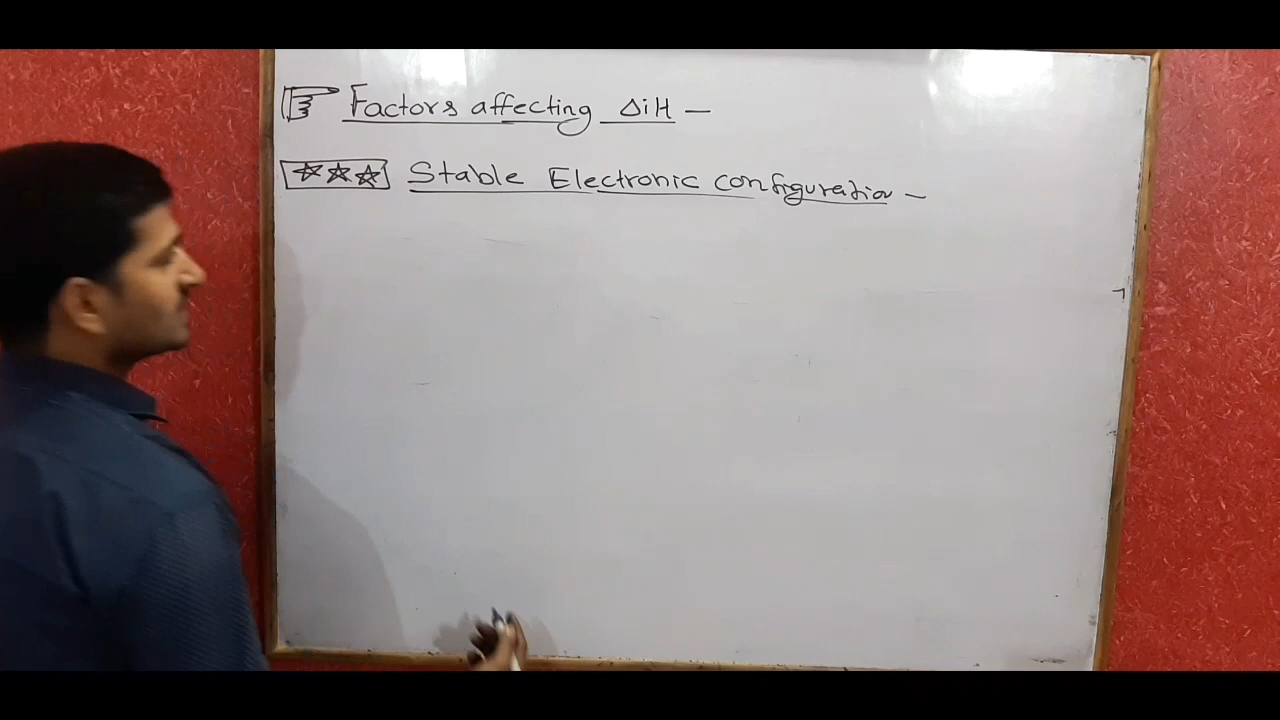 Factors affecting ΔiH –
Stable Electronic configuration –